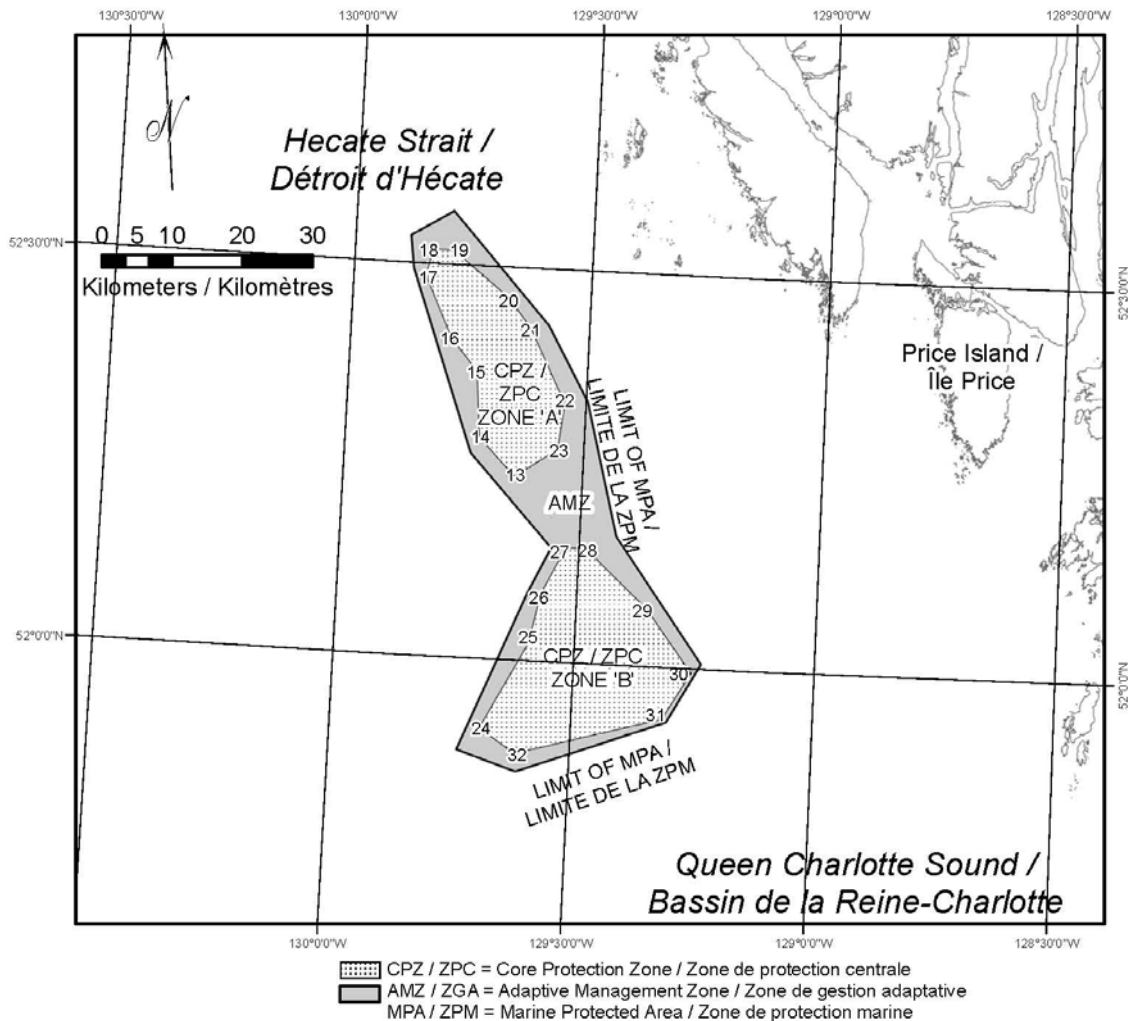 130°30'0"W 130°0'0"W 129°30'0"W 129°0'0"W 128°30'0"W
N
Hecate Strait /
Détroit d'Hécate
52°30'0"N
0 5 10 20 30
Kilometers / Kilomètres
52°30'0"N
18 19
17
20
21
16
15
CPZ /
ZPC
ZONE 'A'
22
14
23
13
Price Island /
Île Price
LIMIT OF MPA /
LIMITE DE LA ZPM
AMZ
27 28
26
29
25
52°0'0"N
CPZ / ZPC
ZONE 'B'
30
52°0'0"N
31
24
32
LIMIT OF MPA /
LIMITE DE LA ZPM
Queen Charlotte Sound /
Bassin de la Reine-Charlotte
130°0'0"W 129°30'0"W 129°0'0"W 128°30'0"W
CPZ / ZPC = Core Protection Zone / Zone de protection centrale
AMZ / ZGA = Adaptive Management Zone / Zone de gestion adaptative
MPA / ZPM = Marine Protected Area / Zone de protection marine